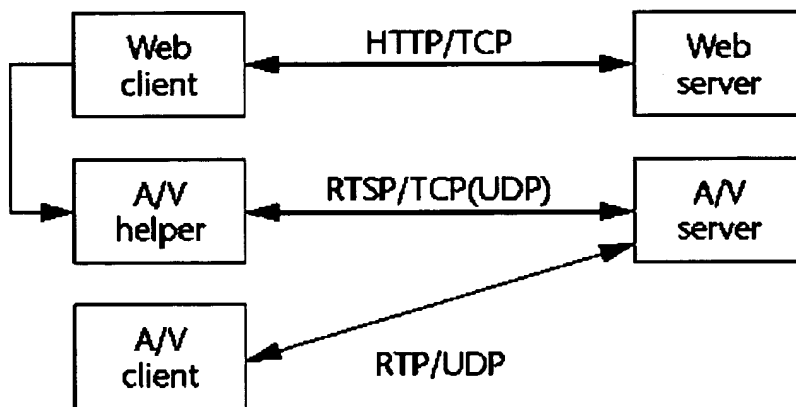 Web
client
HTTP/TCP
Web
server
A/V
helper
RTSP/TCP(UDP)
A/V
server
A/V
client
RTP/UDP